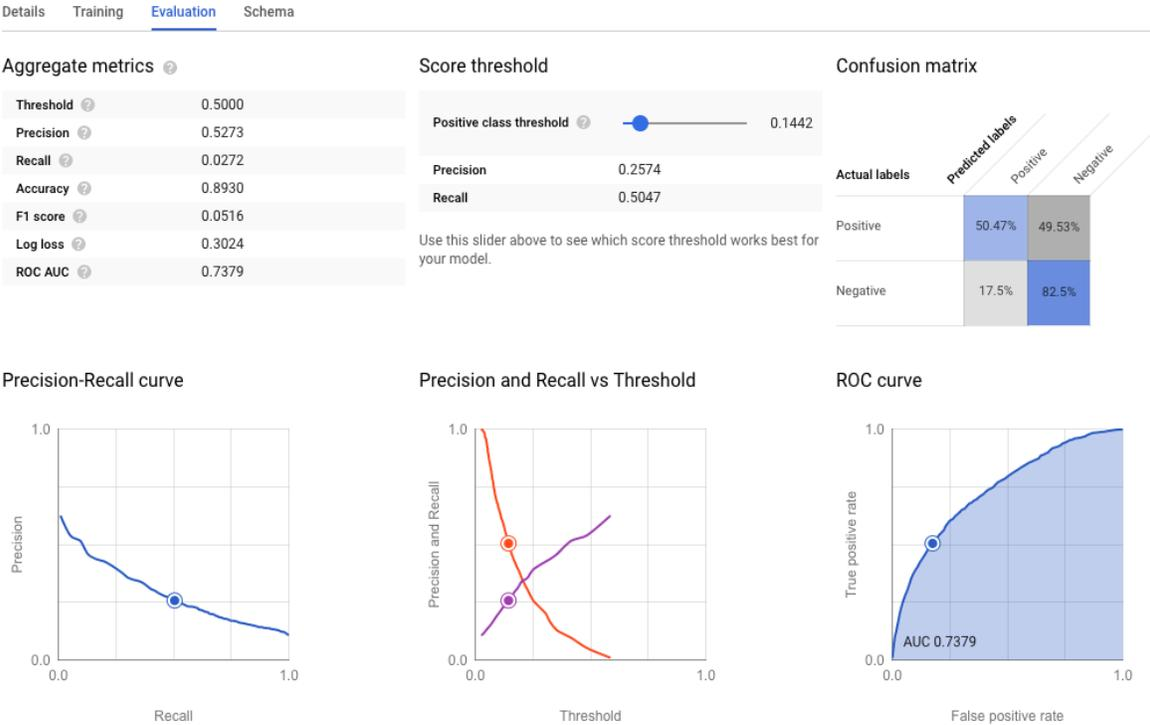 Details Training Evaluation Schema
Aggregate metrics ?
Threshold ? 0.5000
Precision ? 0.5273
Recall ? 0.0272
Accuracy ? 0.8930
F1 score ? 0.0516
Log loss ? 0.3024
ROC AUC ? 0.7379
Score threshold
Positive class threshold ? 0.1442
Precision 0.2574
Recall 0.5047
Use this slider above to see which score threshold works best for
your model.
Confusion matrix
Predicted labels
Positive
Negative
Actual labels
Positive 50.47% 49.53%
Negative 17.5% 82.5%
Precision-Recall curve
1.0
Precision
0.0
0.0 1.0
Recall
Precision and Recall vs Threshold
1.0
Precision and Recall
0.0
0.0 1.0
Threshold
ROC curve
1.0
True positive rate
AUC 0.7379
0.0
0.0 1.0
False positive rate